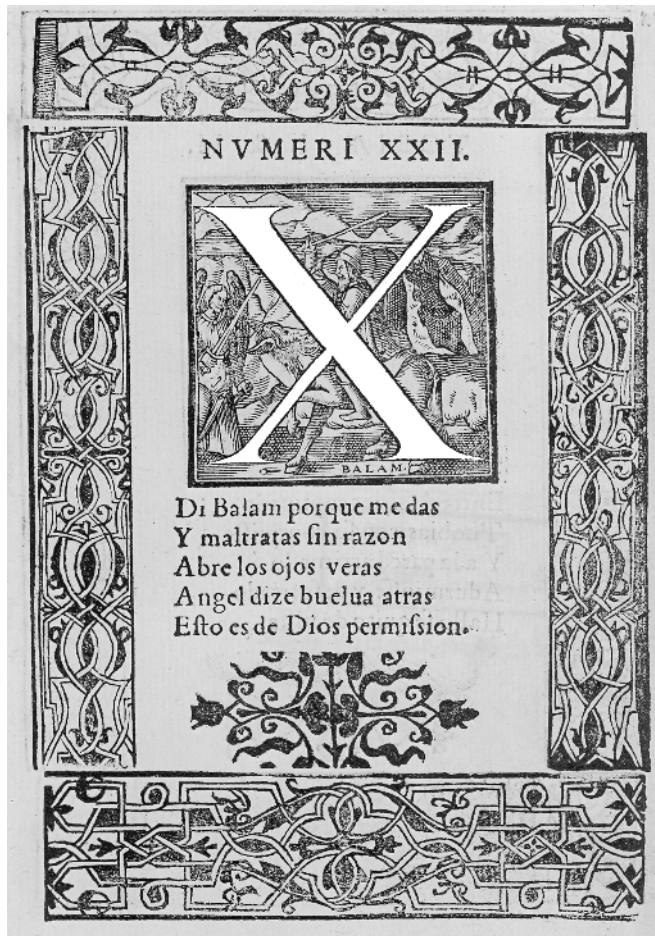 NVMERI XXII.
X
BALAM.
Di Balam porque me das
Y maltratas ſin razon
Abre los ojos veras
Angel dize buelua atras
Eſto es de Dios permiſsion.